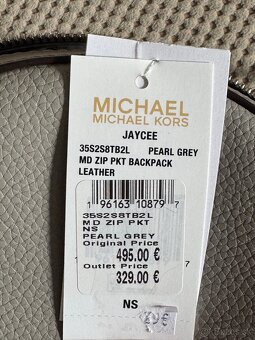 MICHAEL
MICHAEL KORS
JAYCEE
35S2S8TB2L PEARL GREY
MD ZIP PKT BACKPACK
LEATHER
1 96163 10879 7
35S2S8TB2L
MD ZIP PKT
NS
PEARL GREY
Original Price
495.00 €
Outlet Price
329.00 €
NS